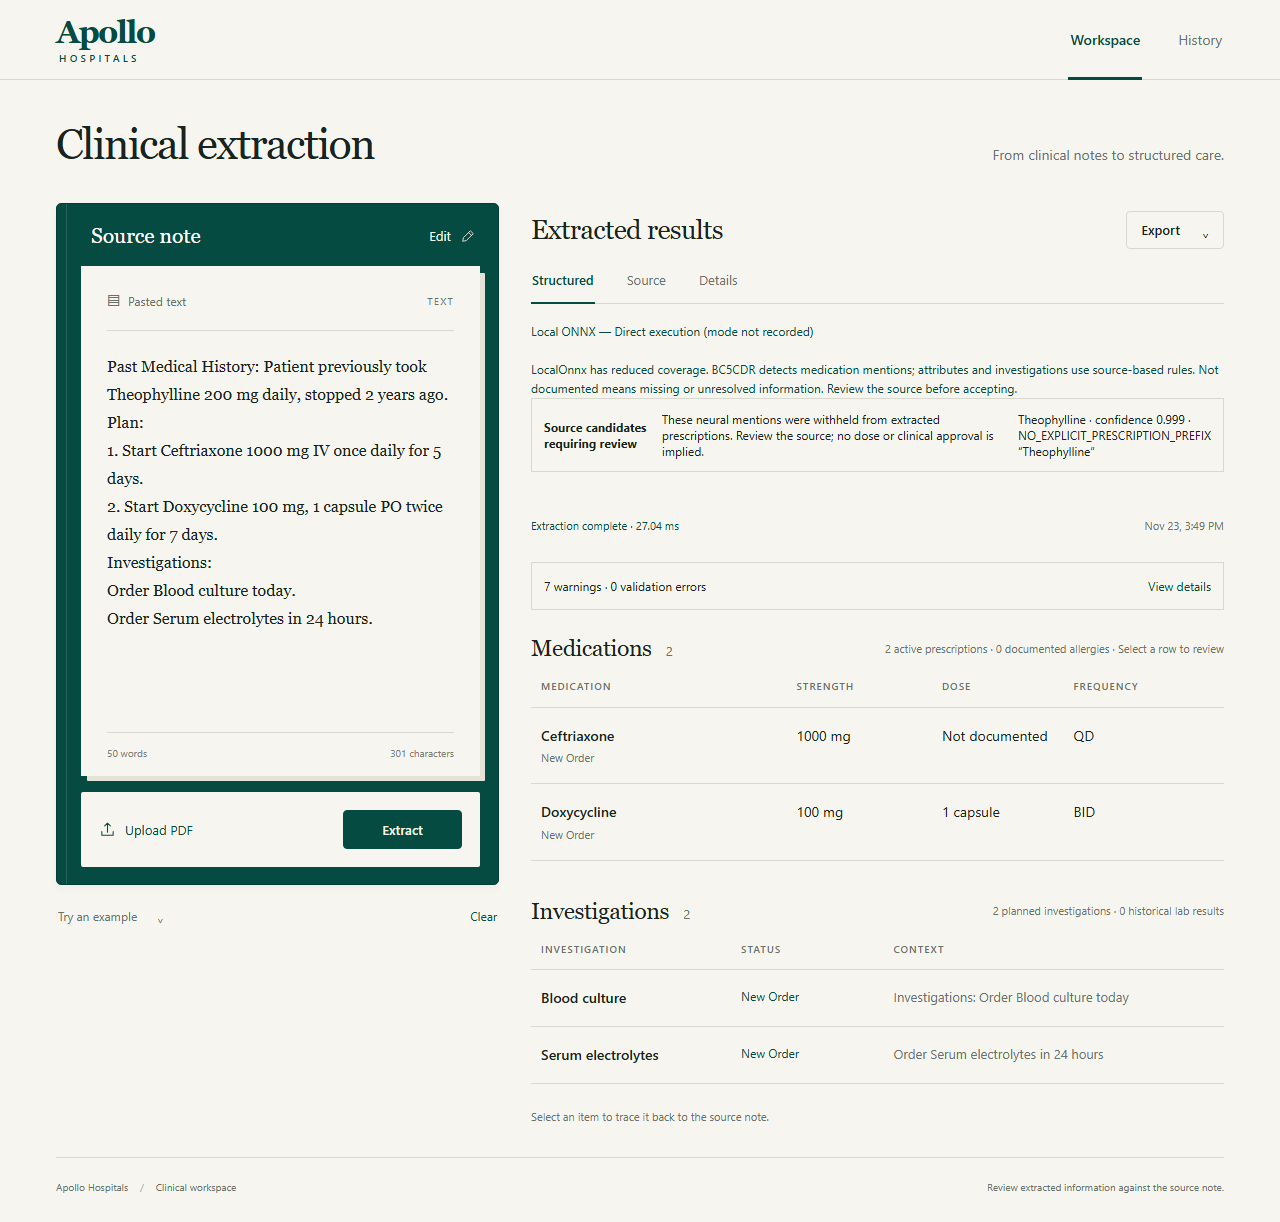 Apollo
HOSPITALS
Workspace
History
Clinical extraction
From clinical notes to structured care.
Source note
Edit
Pasted text
TEXT
Past Medical History: Patient previously took
Theophylline 200 mg daily, stopped 2 years ago.
Plan:
1. Start Ceftriaxone 1000 mg IV once daily for 5
days.
2. Start Doxycycline 100 mg, 1 capsule PO twice
daily for 7 days.
Investigations:
Order Blood culture today.
Order Serum electrolytes in 24 hours.
50 words
301 characters
Upload PDF
Extract
Try an example
Clear
Extracted results
Export
Structured
Source
Details
Local ONNX — Direct execution (mode not recorded)
LocalOnnx has reduced coverage. BC5CDR detects medication mentions; attributes and investigations use source-based rules. Not
documented means missing or unresolved information. Review the source before accepting.
Source candidates
requiring review
These neural mentions were withheld from extracted
prescriptions. Review the source; no dose or clinical approval is
implied.
Theophylline · confidence 0.999 ·
NO_EXPLICIT_PRESCRIPTION_PREFIX
“Theophylline”
Extraction complete · 27.04 ms
Nov 23, 3:49 PM
7 warnings · 0 validation errors
View details
Medications 2
2 active prescriptions · 0 documented allergies · Select a row to review
MEDICATION STRENGTH DOSE FREQUENCY
Ceftriaxone 1000 mg Not documented QD
New Order
Doxycycline 100 mg 1 capsule BID
New Order
Investigations 2
2 planned investigations · 0 historical lab results
INVESTIGATION STATUS CONTEXT
Blood culture New Order Investigations: Order Blood culture today
Serum electrolytes New Order Order Serum electrolytes in 24 hours
Select an item to trace it back to the source note.
Apollo Hospitals / Clinical workspace
Review extracted information against the source note.